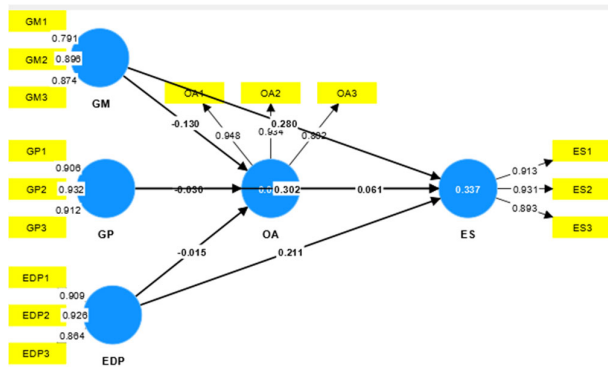 GM1
0.791
GM2
0.896
0.874
GM3
GM
OA1
OA2
OA3
0.948
0.280
-0.130
GP1
0.906
GP2
0.932
0.912
GP3
GP
-0.036
0.302
0.061
OA
0.337
ES
ES1
0.913
ES2
0.931
0.893
ES3
-0.015
0.211
EDP1
0.909
EDP2
0.926
0.864
EDP3
EDP